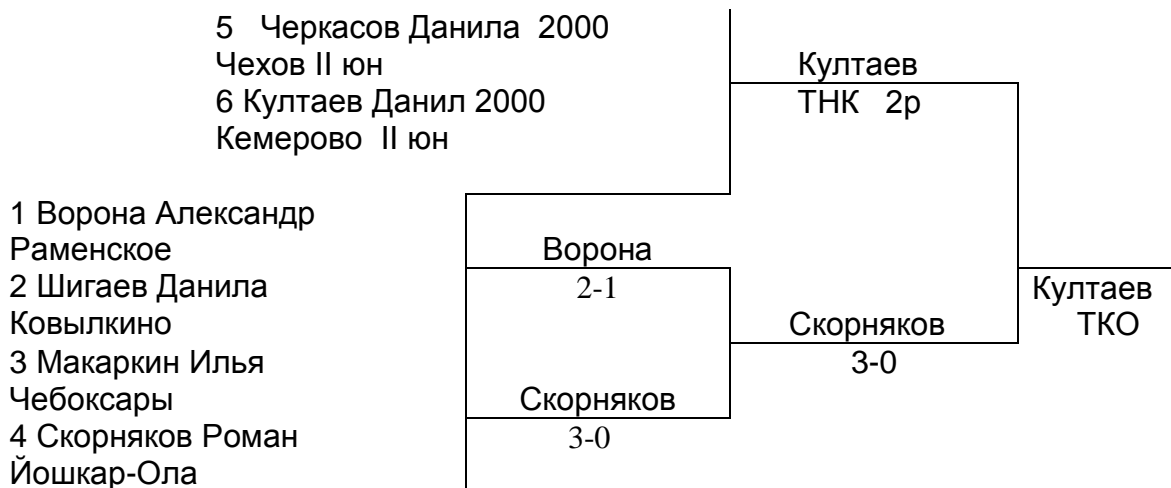 5 Черкасов Данила 2000
Чехов II юн
6 Култаев Данил 2000
Кемерово II юн
Култаев
ТНК 2р
1 Ворона Александр
Раменское
2 Шигаев Данила
Ковылкино
3 Макаркин Илья
Чебоксары
4 Скорняков Роман
Йошкар-Ола
Ворона
2-1
Скорняков
3-0
Скорняков
3-0
Култаев
ТКО